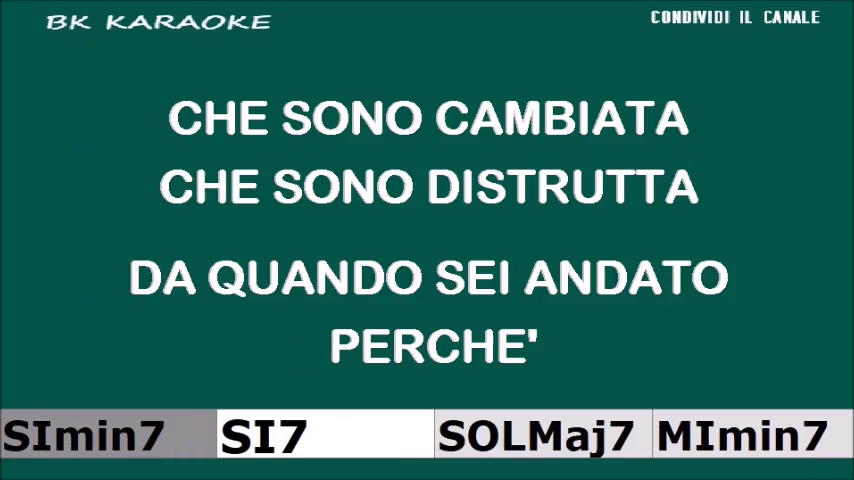 BK KARAOKE
CONDIVIDI IL CANALE
CHE SONO CAMBIATA
CHE SONO DISTRUTTA
DA QUANDO SEI ANDATO
PERCHE'
SImin7 SI7 SOLMaj7 MImin7